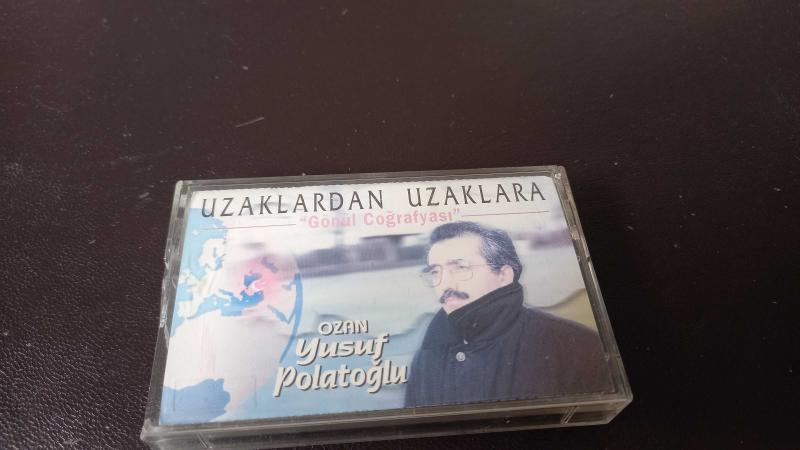 UZAKLARDAN UZAKLARA
"Gönül Coğrafyası"
OZAN
Yusuf
Polatoğlu